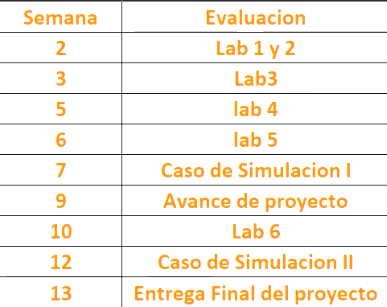 Semana Evaluacion
2 Lab 1 y 2
3 Lab3
5 lab 4
6 lab 5
7 Caso de Simulacion I
9 Avance de proyecto
10 Lab 6
12 Caso de Simulacion II
13 Entrega Final del proyecto